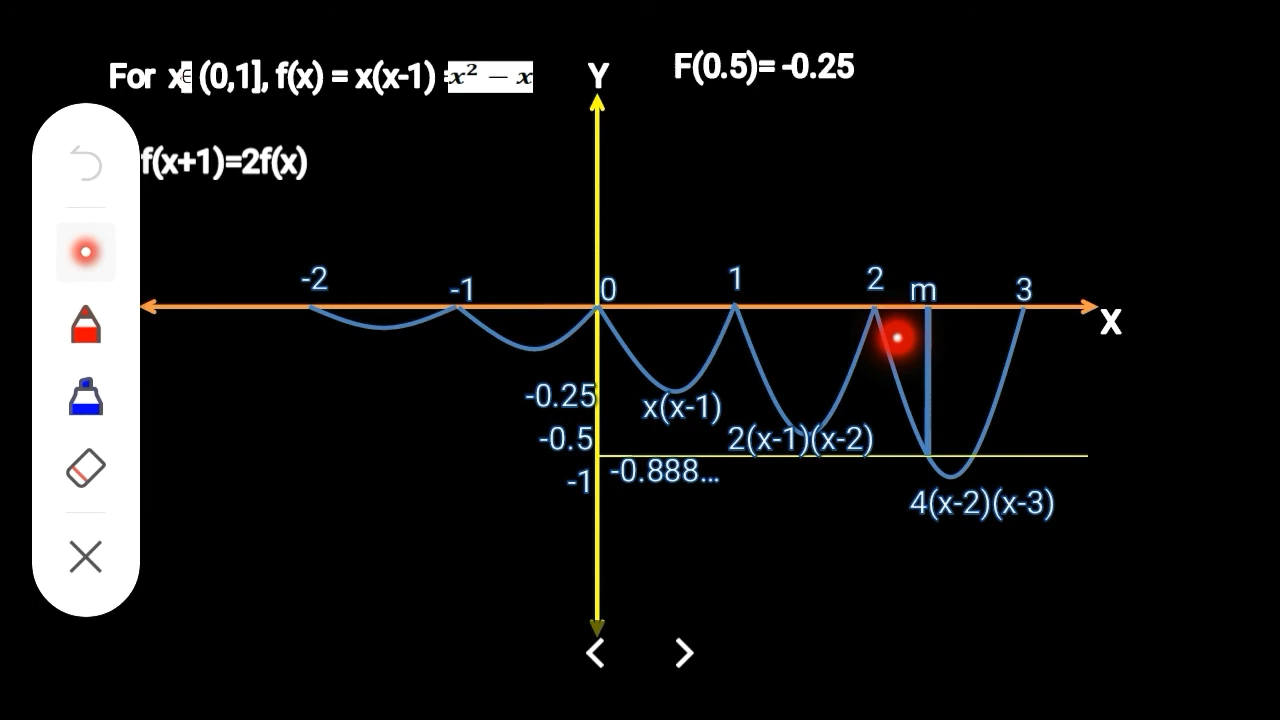 For x∈ (0,1], f(x) = x(x-1) =x² − x
F(0.5)= -0.25
Y
f(x+1)=2f(x)
-2
-1
0
1
2
m
3
X
-0.25
x(x-1)
-0.5
2(x-1)(x-2)
-1
-0.888...
4(x-2)(x-3)